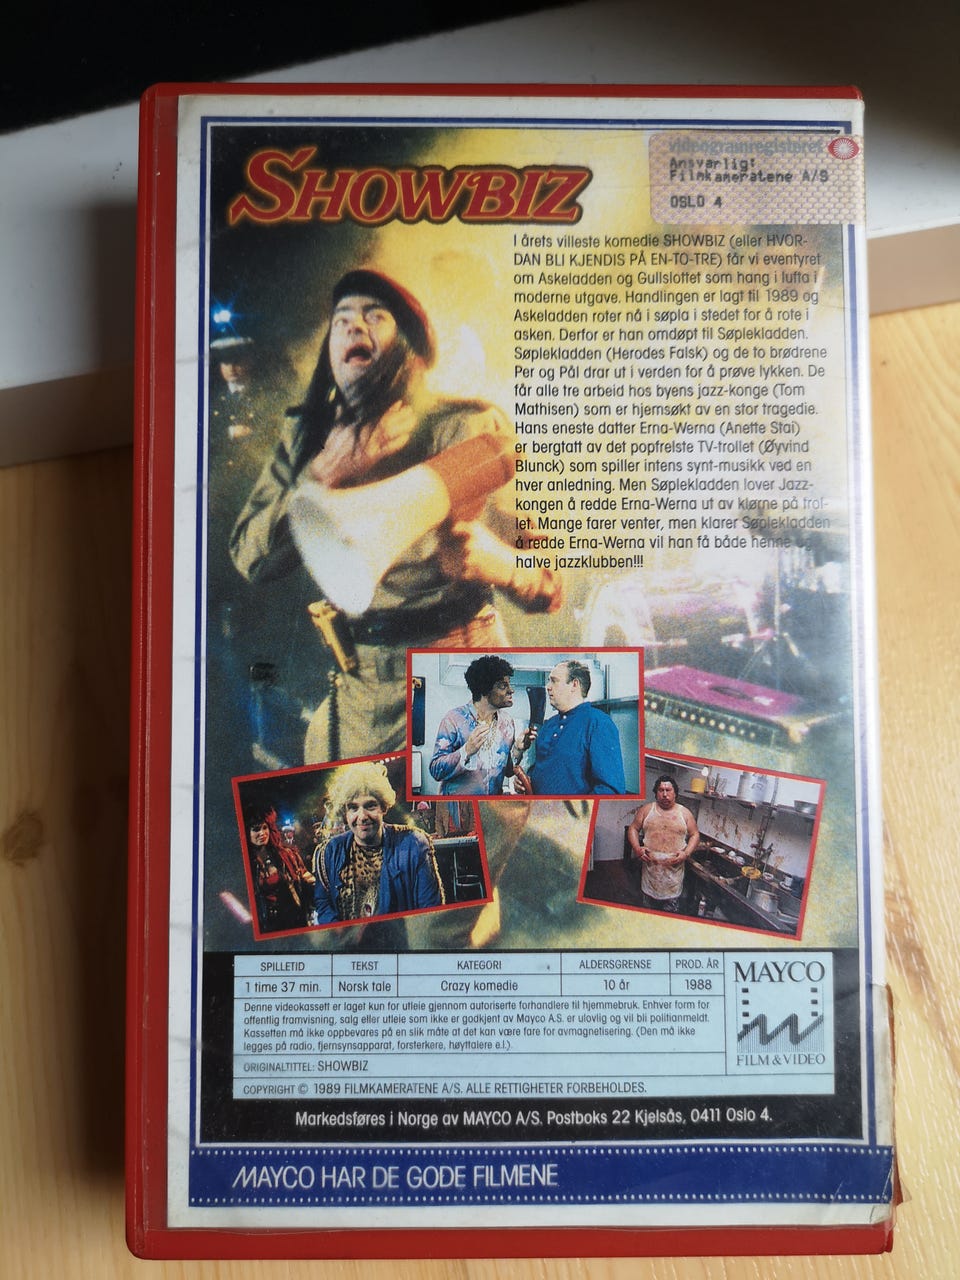 SHOWBIZ
videogramregisteret
Ansvarlig:
Filmkameratene A/S
OSLO 4
I årets villeste komedie SHOWBIZ (eller HVOR-
DAN BLI KJENDIS PÅ EN-TO-TRE) får vi eventyret
om Askeladden og Gullslottet som hang i lufta i
moderne utgave. Handlingen er lagt til 1989 og
Askeladden roter nå i søpla i stedet for å rote i
asken. Derfor er han omdøpt til Søplekladden.
Søplekladden (Herodes Falsk) og de to brødrene
Per og Pål drar ut i verden for å prøve lykken. De
får alle tre arbeid hos byens jazz-konge (Tom
Mathisen) som er hjemsøkt av en stor tragedie.
Hans eneste datter Erna-Werna (Anette Stai)
er bergtatt av det popfrelste TV-trollet (Øyvind
Blunck) som spiller intens synt-musikk ved en
hver anledning. Men Søplekladden lover Jazz-
kongen å redde Erna-Werna ut av klørne på trol-
let. Mange farer venter, men klarer Søplekladden
å redde Erna-Werna vil han få både henne og
halve jazzklubben!!!
SPILLETID TEKST KATEGORI ALDERSGRENSE PROD. ÅR
1 time 37 min. Norsk tale Crazy komedie 10 år 1988
MAYCO
FILM & VIDEO
Denne videokassett er laget kun for utleie gjennom autoriserte forhandlere til hjemmebruk. Enhver form for
offentlig framvisning, salg eller utleie som ikke er godkjent av Mayco A.S. er ulovlig og vil bli politianmeldt.
Kassetten må ikke oppbevares på en slik måte at det kan være fare for avmagnetisering. (Den må ikke
legges på radio, fjernsynsapparat, forsterkere, høyttalere e.l.).
ORIGINALTITTEL: SHOWBIZ
COPYRIGHT © 1989 FILMKAMERATENE A/S. ALLE RETTIGHETER FORBEHOLDES.
Markedsføres i Norge av MAYCO A/S. Postboks 22 Kjelsås, 0411 Oslo 4.
MAYCO HAR DE GODE FILMENE